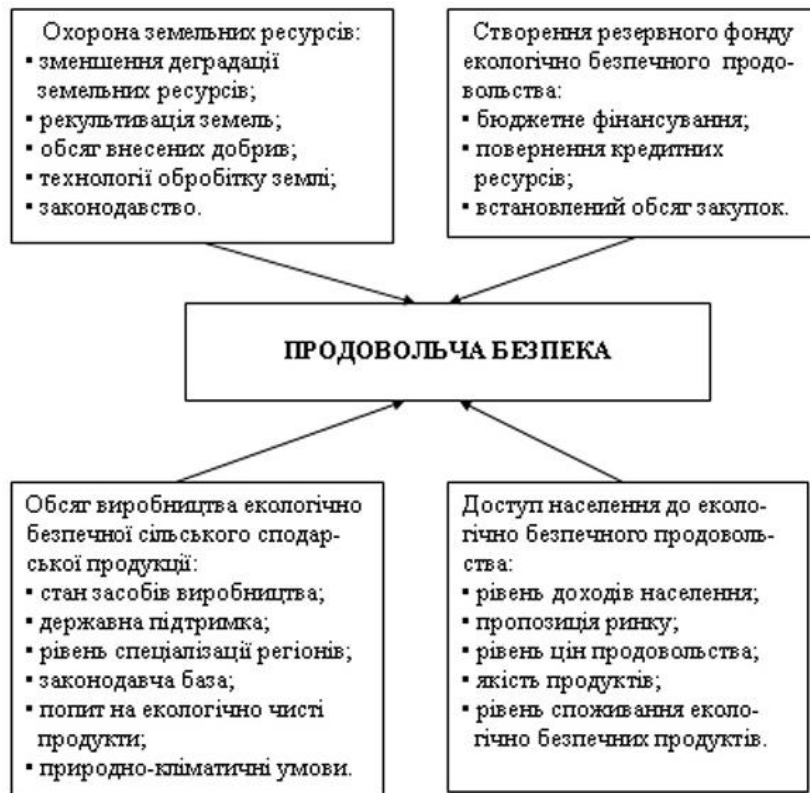 Охорона земельних ресурсів:
▪ зменшення деградації
земельних ресурсів;
▪ рекультивація земель;
▪ обсяг внесених добрив;
▪ технології обробітку землі;
▪ законодавство.
Створення резервного фонду
екологічно безпечного продо-
вольства:
▪ бюджетне фінансування;
▪ повернення кредитних
ресурсів;
▪ встановлений обсяг закупок.
ПРОДОВОЛЬЧА БЕЗПЕКА
Обсяг виробництва екологічно
безпечної сільського сподар-
ської продукції:
▪ стан засобів виробництва;
▪ державна підтримка;
▪ рівень спеціалізації регіонів;
▪ законодавча база;
▪ попит на екологічно чисті
продукти;
▪ природно-кліматичні умови.
Доступ населення до еколо-
гічно безпечного продоволь-
ства:
▪ рівень доходів населення;
▪ пропозиція ринку;
▪ рівень цін продовольства;
▪ якість продуктів;
▪ рівень споживання еколо-
гічно безпечних продуктів.